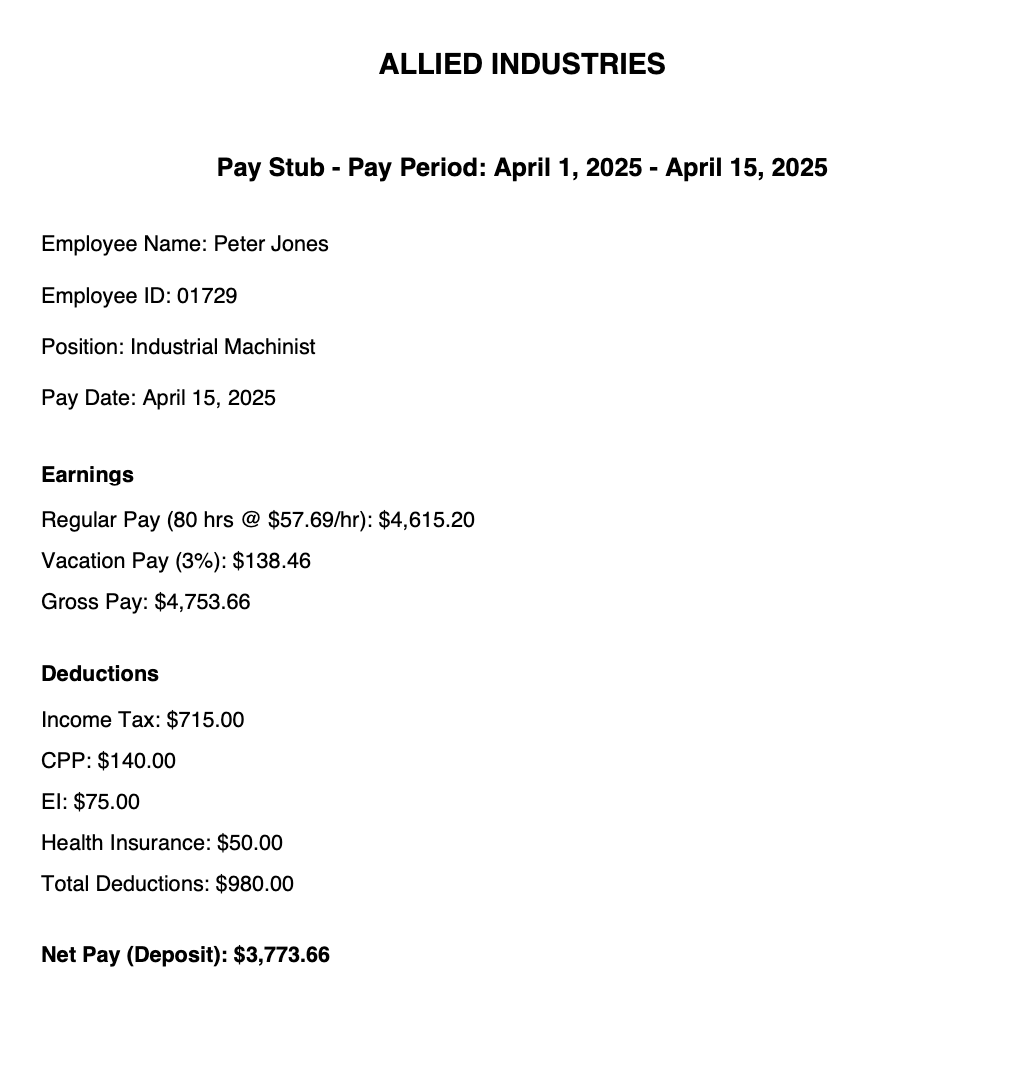 ALLIED INDUSTRIES
Pay Stub - Pay Period: April 1, 2025 - April 15, 2025
Employee Name: Peter Jones
Employee ID: 01729
Position: Industrial Machinist
Pay Date: April 15, 2025
Earnings
Regular Pay (80 hrs @ $57.69/hr): $4,615.20
Vacation Pay (3%): $138.46
Gross Pay: $4,753.66
Deductions
Income Tax: $715.00
CPP: $140.00
EI: $75.00
Health Insurance: $50.00
Total Deductions: $980.00
Net Pay (Deposit): $3,773.66